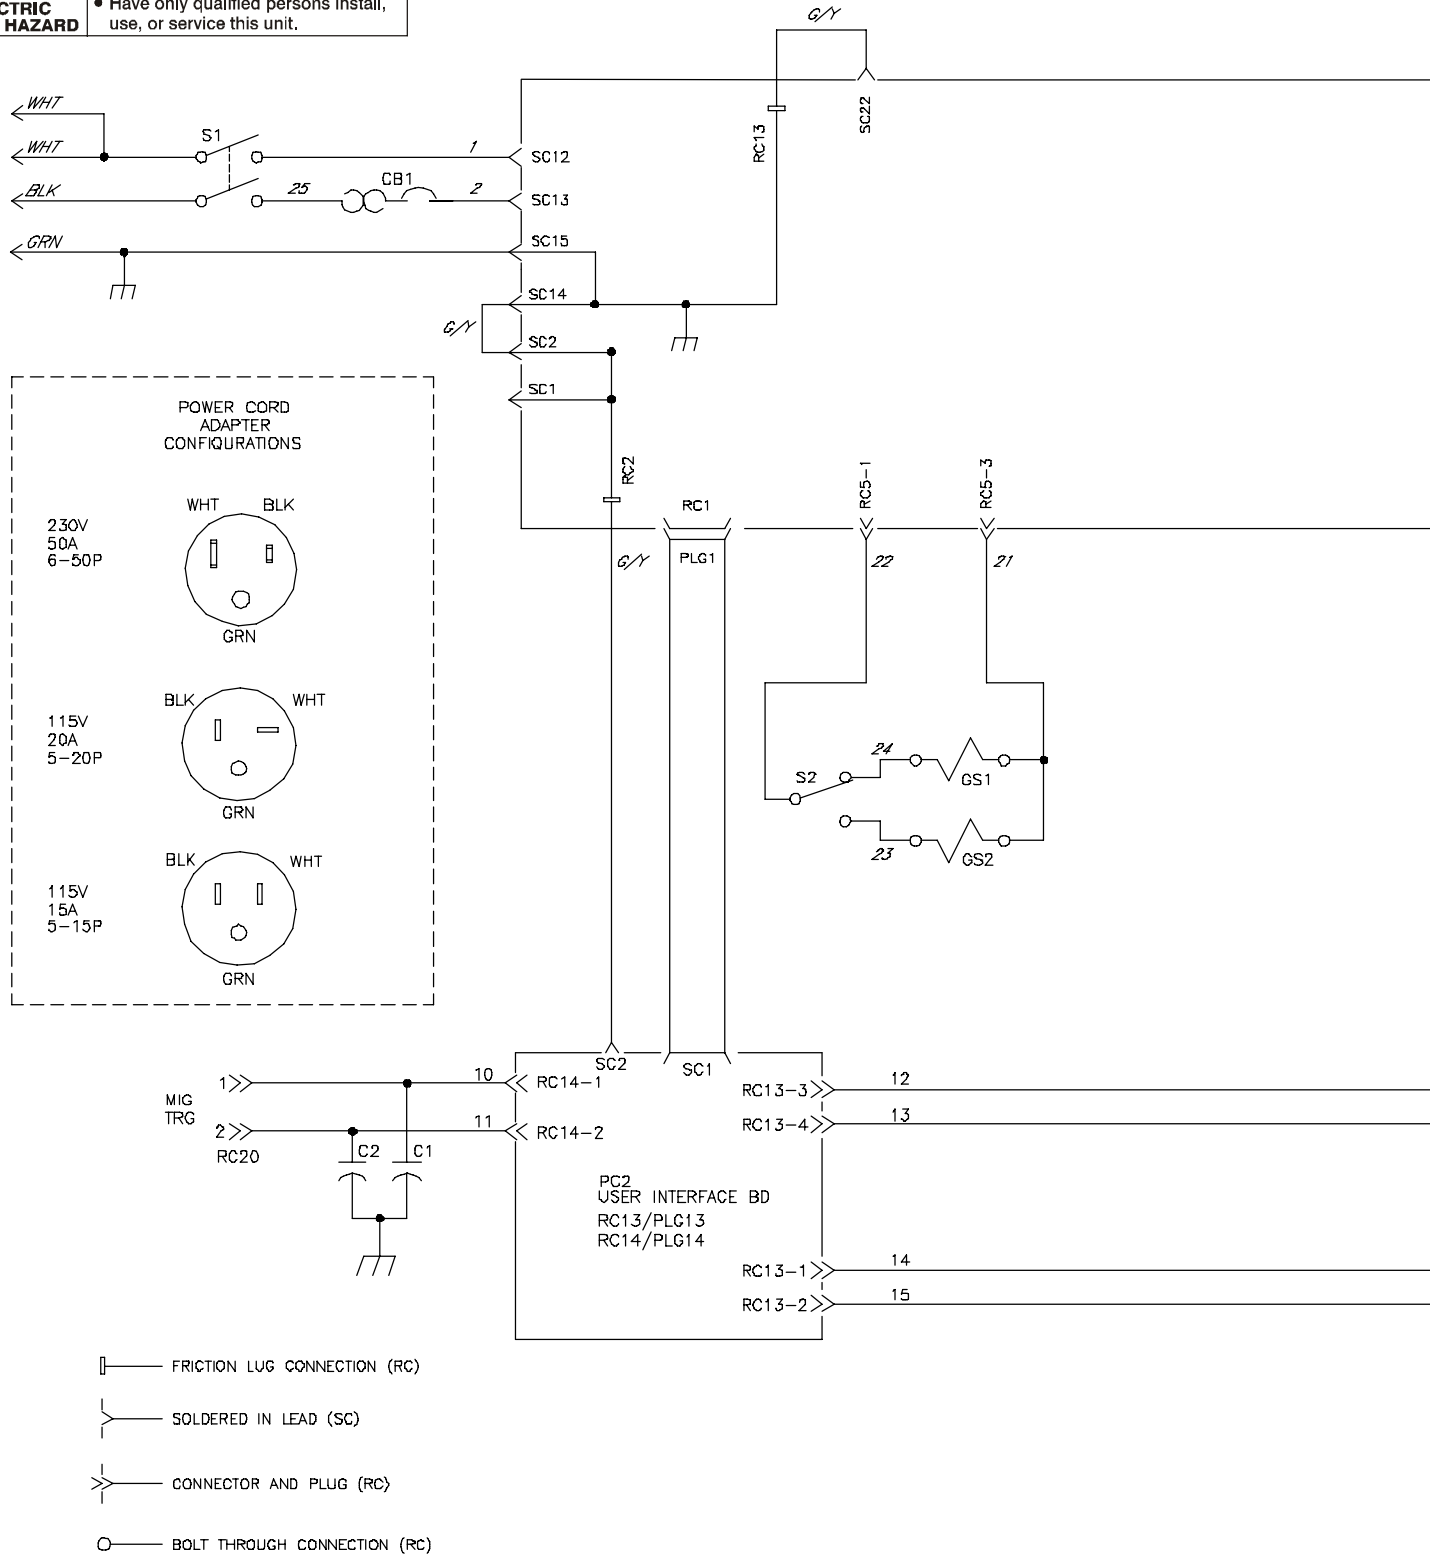 CTRIC
HAZARD
• Have only qualified persons install,
use, or service this unit.
G/Y
SC22
RC13
WHT
WHT
S1
1
SC12
BLK
25
CB1
2
SC13
GRN
SC15
SC14
G/Y
SC2
SC1
RC2
POWER CORD
ADAPTER
CONFIQURATIONS
WHT
BLK
230V
50A
6-50P
GRN
BLK
WHT
115V
20A
5-20P
GRN
BLK
WHT
115V
15A
5-15P
GRN
RC1
PLG1
G/Y
RC5-1
RC5-3
22
21
S2
24
GS1
23
GS2
SC2
SC1
MIG
TRG
1
2
RC20
10
RC14-1
11
RC14-2
C2
C1
RC13-3
12
RC13-4
13
PC2
USER INTERFACE BD
RC13/PLG13
RC14/PLG14
RC13-1
14
RC13-2
15
FRICTION LUG CONNECTION (RC)
SOLDERED IN LEAD (SC)
CONNECTOR AND PLUG (RC)
BOLT THROUGH CONNECTION (RC)